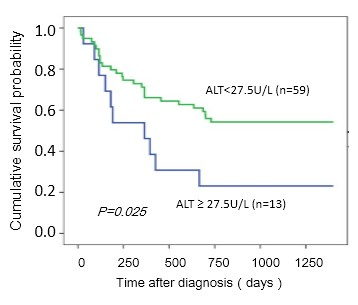 Cumulative survival probability
1.0
0.8
0.6
0.4
0.2
0.0
ALT<27.5U/L (n=59)
ALT ≥ 27.5U/L (n=13)
P=0.025
0 250 500 750 1000 1250
Time after diagnosis ( days )